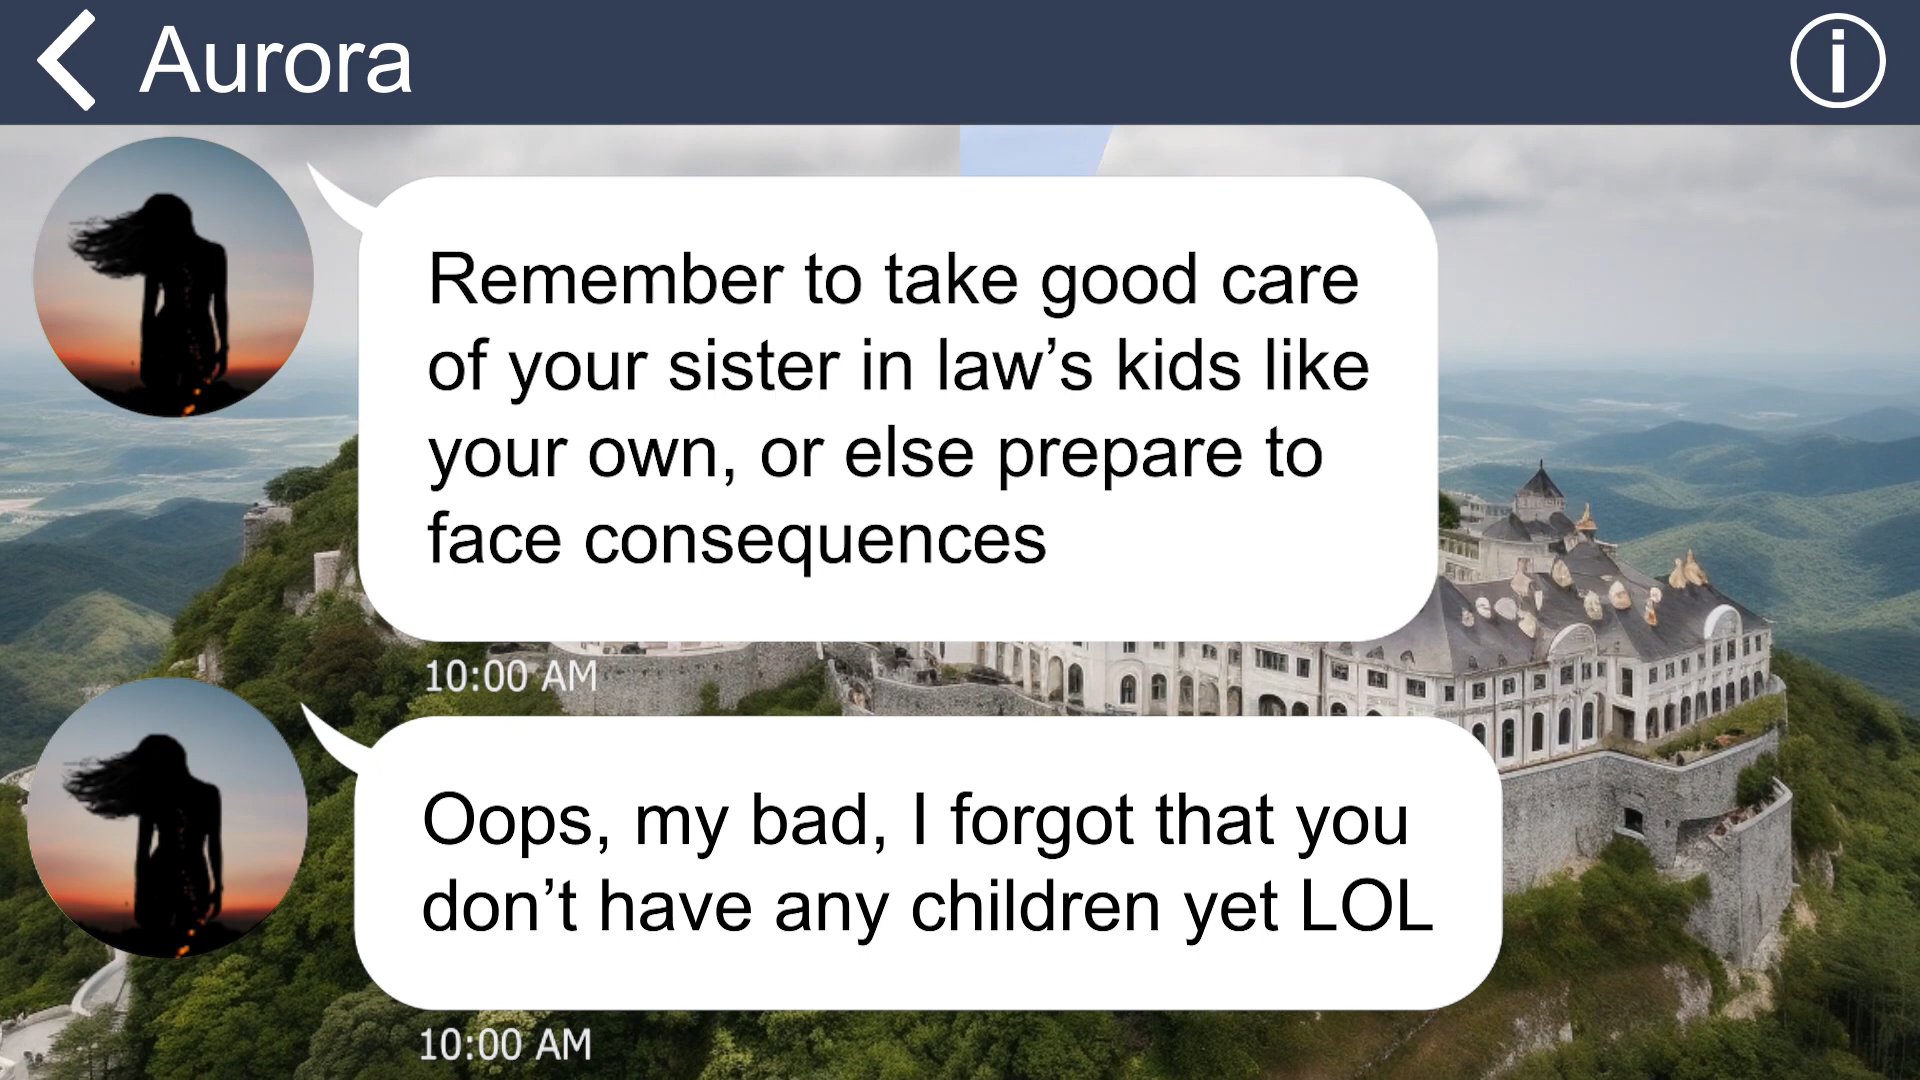 Aurora
Remember to take good care
of your sister in law’s kids like
your own, or else prepare to
face consequences
10:00 AM
Oops, my bad, I forgot that you
don’t have any children yet LOL
10:00 AM